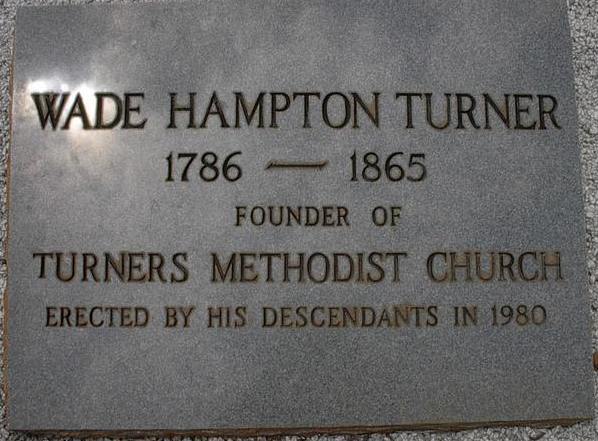 WADE HAMPTON TURNER
1786 — 1865
FOUNDER OF
TURNERS METHODIST CHURCH
ERECTED BY HIS DESCENDANTS IN 1980